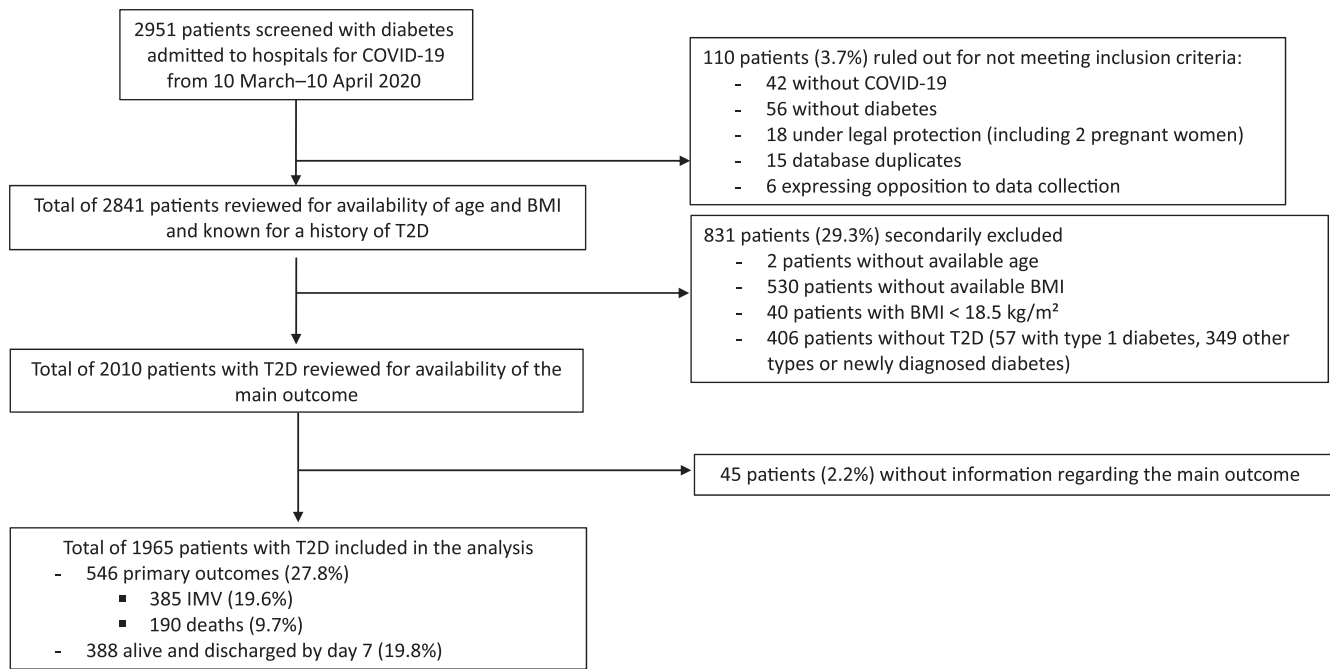 2951 patients screened with diabetes
admitted to hospitals for COVID-19
from 10 March–10 April 2020
110 patients (3.7%) ruled out for not meeting inclusion criteria:
- 42 without COVID-19
- 56 without diabetes
- 18 under legal protection (including 2 pregnant women)
- 15 database duplicates
- 6 expressing opposition to data collection
Total of 2841 patients reviewed for availability of age and BMI
and known for a history of T2D
831 patients (29.3%) secondarily excluded
- 2 patients without available age
- 530 patients without available BMI
- 40 patients with BMI < 18.5 kg/m²
- 406 patients without T2D (57 with type 1 diabetes, 349 other
types or newly diagnosed diabetes)
Total of 2010 patients with T2D reviewed for availability of the
main outcome
45 patients (2.2%) without information regarding the main outcome
Total of 1965 patients with T2D included in the analysis
- 546 primary outcomes (27.8%)
▪ 385 IMV (19.6%)
▪ 190 deaths (9.7%)
- 388 alive and discharged by day 7 (19.8%)